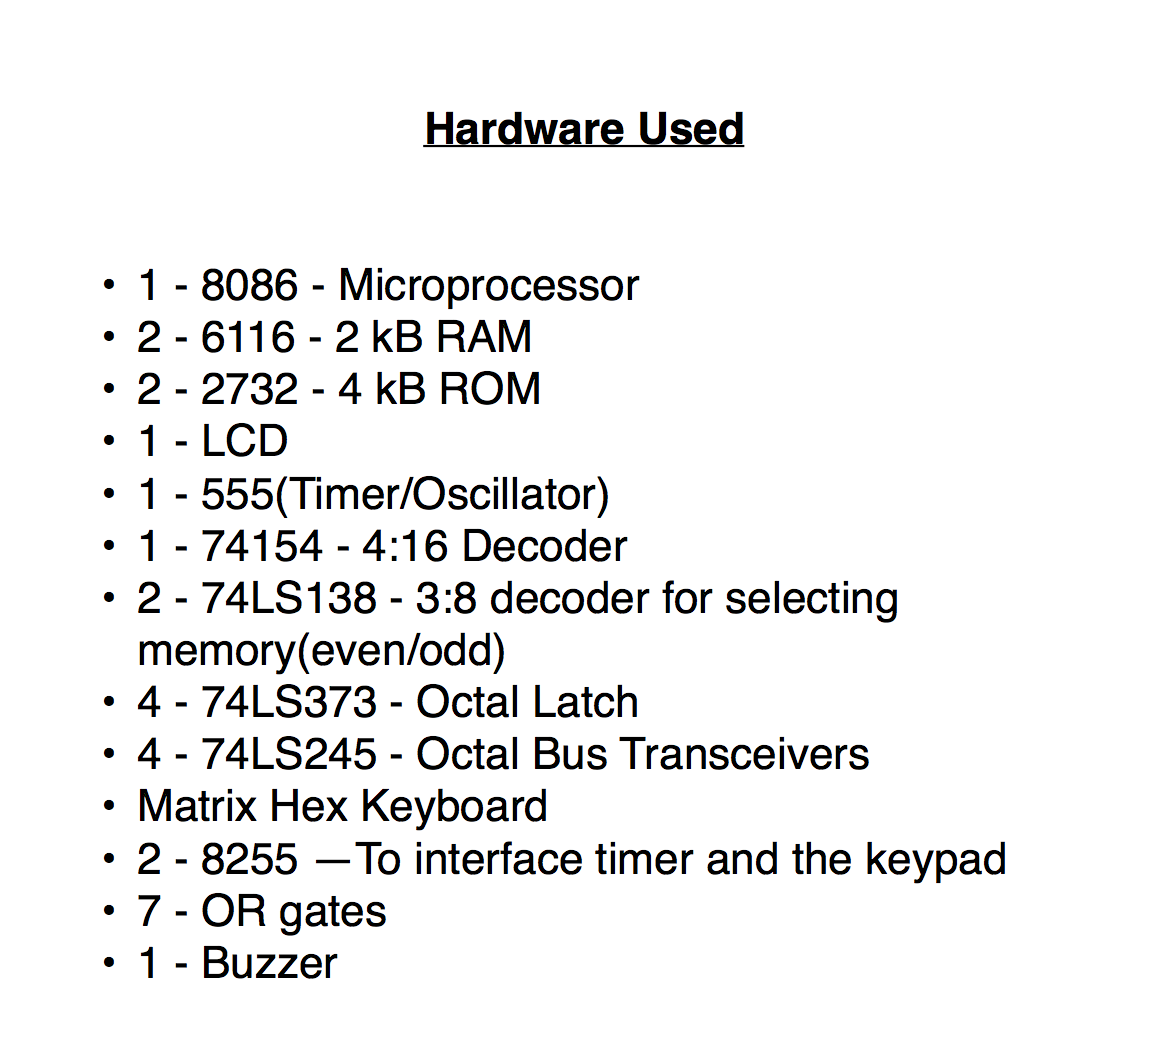 Hardware Used
• 1 - 8086 - Microprocessor
• 2 - 6116 - 2 kB RAM
• 2 - 2732 - 4 kB ROM
• 1 - LCD
• 1 - 555(Timer/Oscillator)
• 1 - 74154 - 4:16 Decoder
• 2 - 74LS138 - 3:8 decoder for selecting
memory(even/odd)
• 4 - 74LS373 - Octal Latch
• 4 - 74LS245 - Octal Bus Transceivers
• Matrix Hex Keyboard
• 2 - 8255 —To interface timer and the keypad
• 7 - OR gates
• 1 - Buzzer